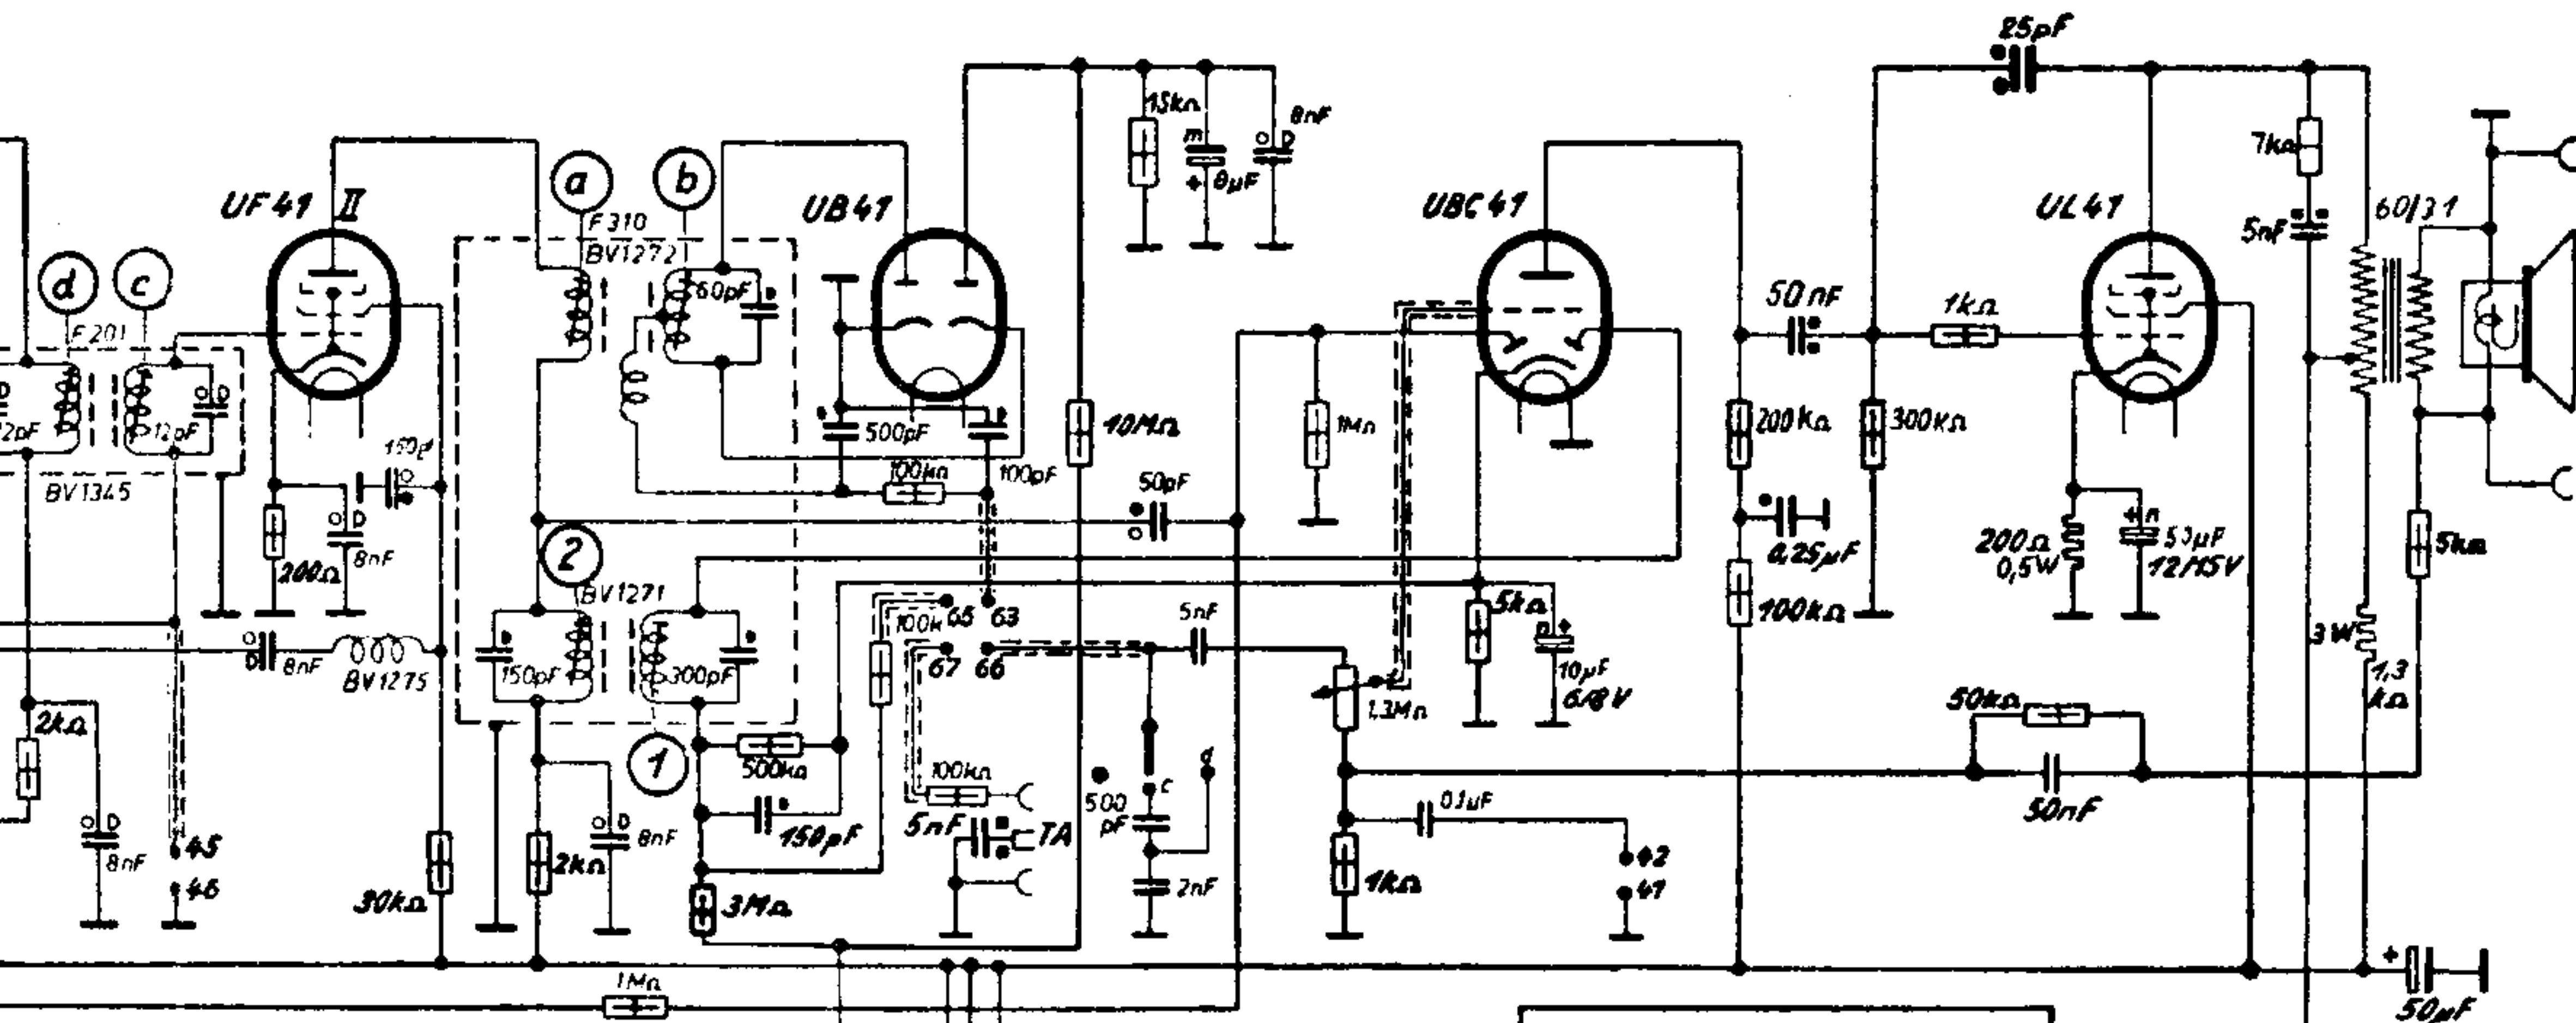 25pF
15kΩ
8nF
m
+ 8µF
7kΩ
UF41 II
a
b
UB41
UBC41
UL41
60/31
F310
BV1272
5nF
d
c
F201
60pF
50nF
1kΩ
12pF
500pF
100pF
10MΩ
1MΩ
200kΩ
300kΩ
BV1345
100kΩ
50pF
200Ω
8nF
2
0,25µF
200Ω
0,5W
50µF
12/15V
5kΩ
BV1271
100k
65
63
5nF
5kΩ
100kΩ
8nF
BV1275
150pF
300pF
67
66
1,3MΩ
10µF
6/8V
3W
1,3
kΩ
2kΩ
1
500kΩ
100kΩ
c
d
50kΩ
500
pF
5nF
TA
0,1µF
50nF
150pF
8nF
45
8nF
2kΩ
42
46
30kΩ
3MΩ
2nF
1kΩ
41
1MΩ
+
50µF